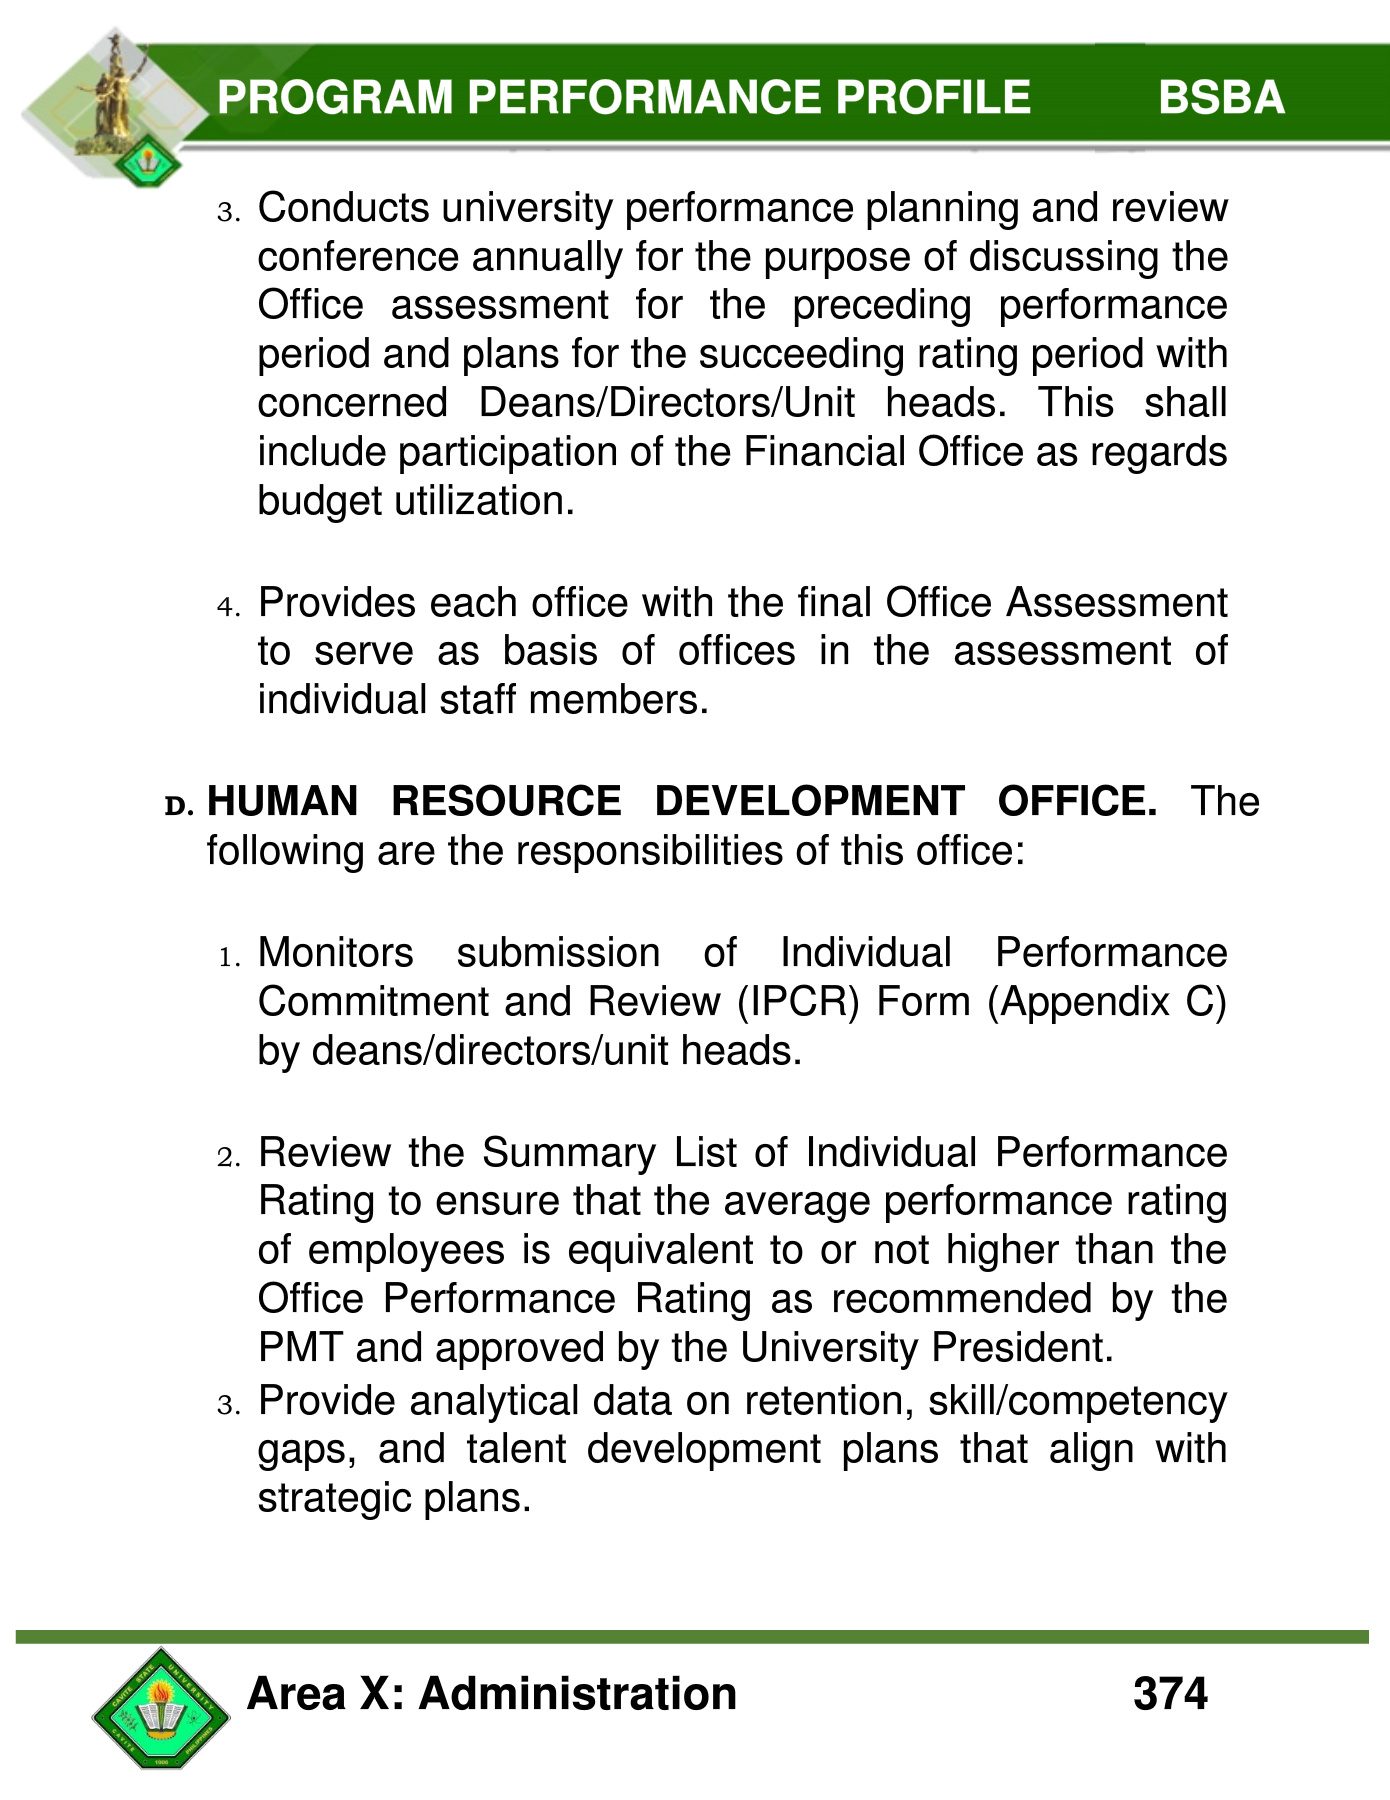 PROGRAM PERFORMANCE PROFILE BSBA
3. Conducts university performance planning and review
conference annually for the purpose of discussing the
Office assessment for the preceding performance
period and plans for the succeeding rating period with
concerned Deans/Directors/Unit heads. This shall
include participation of the Financial Office as regards
budget utilization.
4. Provides each office with the final Office Assessment
to serve as basis of offices in the assessment of
individual staff members.
D. HUMAN RESOURCE DEVELOPMENT OFFICE. The
following are the responsibilities of this office:
1. Monitors submission of Individual Performance
Commitment and Review (IPCR) Form (Appendix C)
by deans/directors/unit heads.
2. Review the Summary List of Individual Performance
Rating to ensure that the average performance rating
of employees is equivalent to or not higher than the
Office Performance Rating as recommended by the
PMT and approved by the University President.
3. Provide analytical data on retention, skill/competency
gaps, and talent development plans that align with
strategic plans.
CAVITE STATE UNIVERSITY
CAVITE 1906 PHILIPPINES
Area X: Administration 374